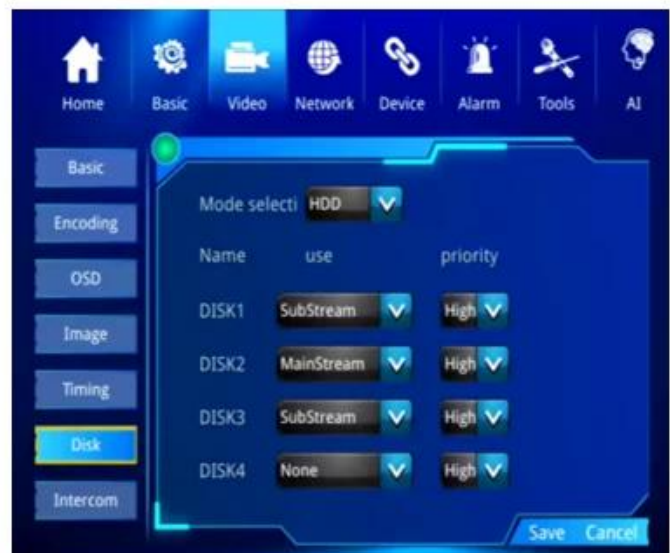 Home Basic Video Network Device Alarm Tools AI
Basic
Encoding
OSD
Image
Timing
Disk
Intercom
Mode selecti HDD
Name use priority
DISK1 SubStream High
DISK2 MainStream High
DISK3 SubStream High
DISK4 None High
Save Cancel